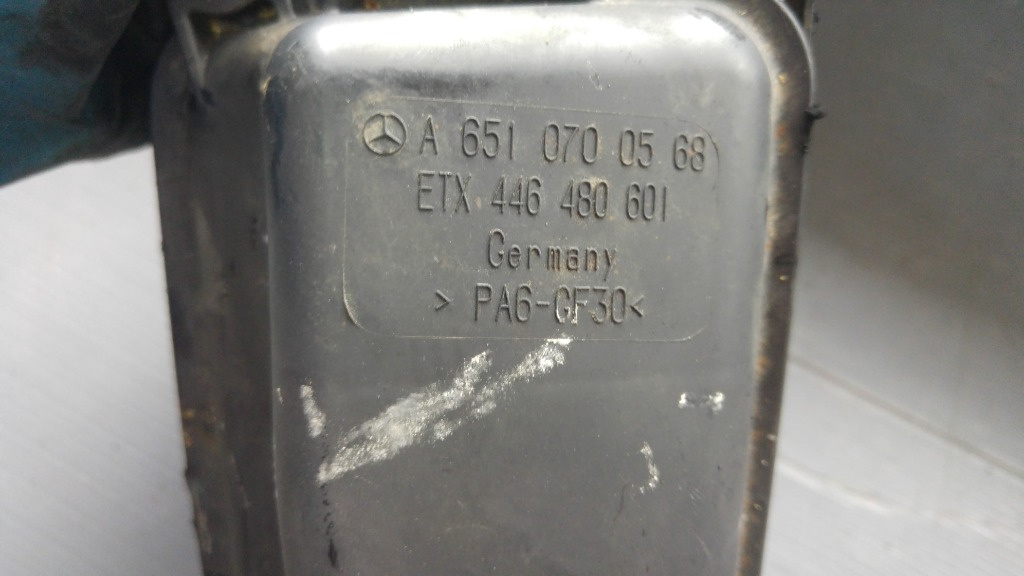 A 651 070 05 68
ETX 446 480 601
Germany
> PA6-GF30<